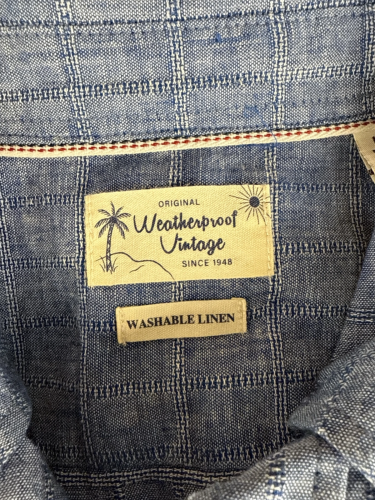 ORIGINAL
Weatherproof
Vintage
SINCE 1948
WASHABLE LINEN